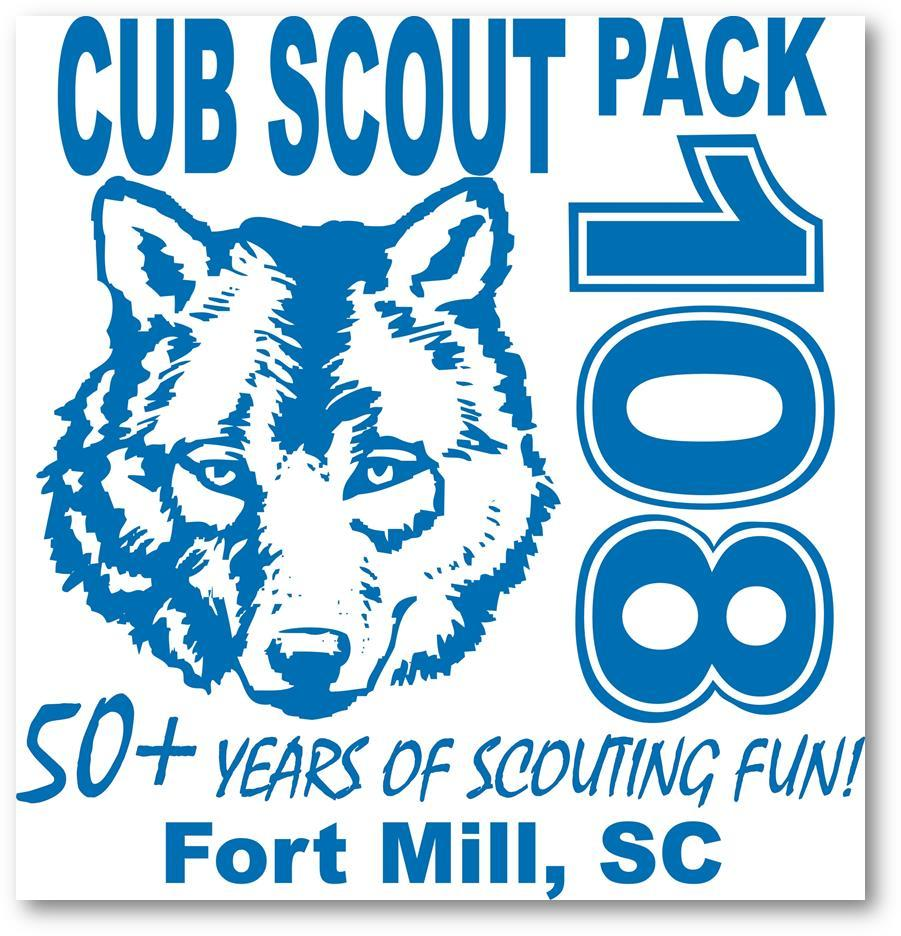 CUB SCOUT PACK
108
50+ YEARS OF SCOUTING FUN!
Fort Mill, SC